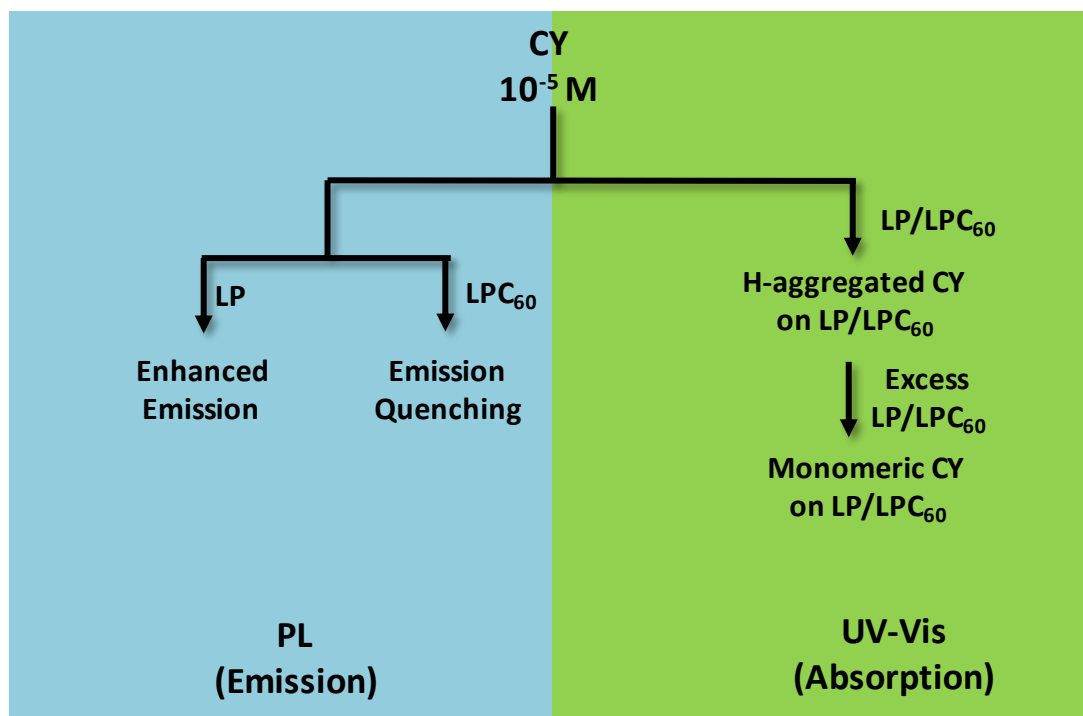 CY
10⁻⁵ M
LP
LPC₆₀
Enhanced
Emission
Emission
Quenching
PL
(Emission)
LP/LPC₆₀
H-aggregated CY
on LP/LPC₆₀
Excess
LP/LPC₆₀
Monomeric CY
on LP/LPC₆₀
UV-Vis
(Absorption)